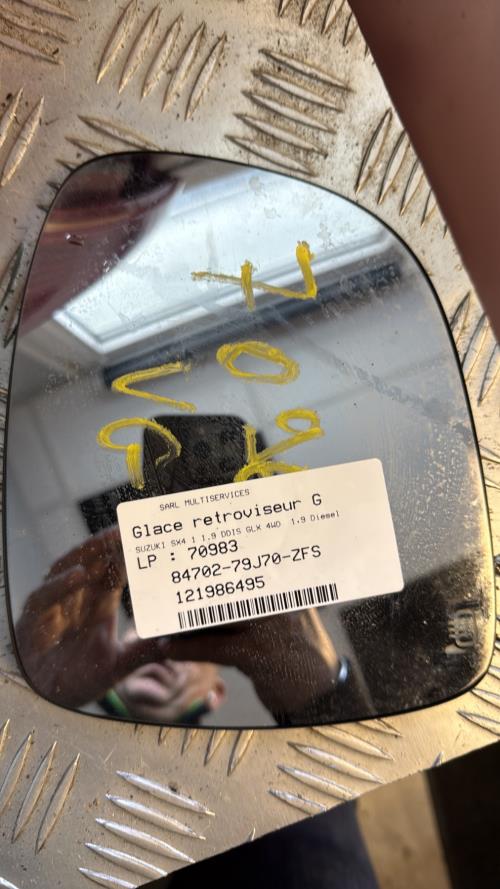 SARL MULTISERVICES
Glace retroviseur G
SUZUKI SX4 1 1.9 DDIS GLX 4WD 1.9 Diesel
LP : 70983
84702-79J70-ZFS
121986495